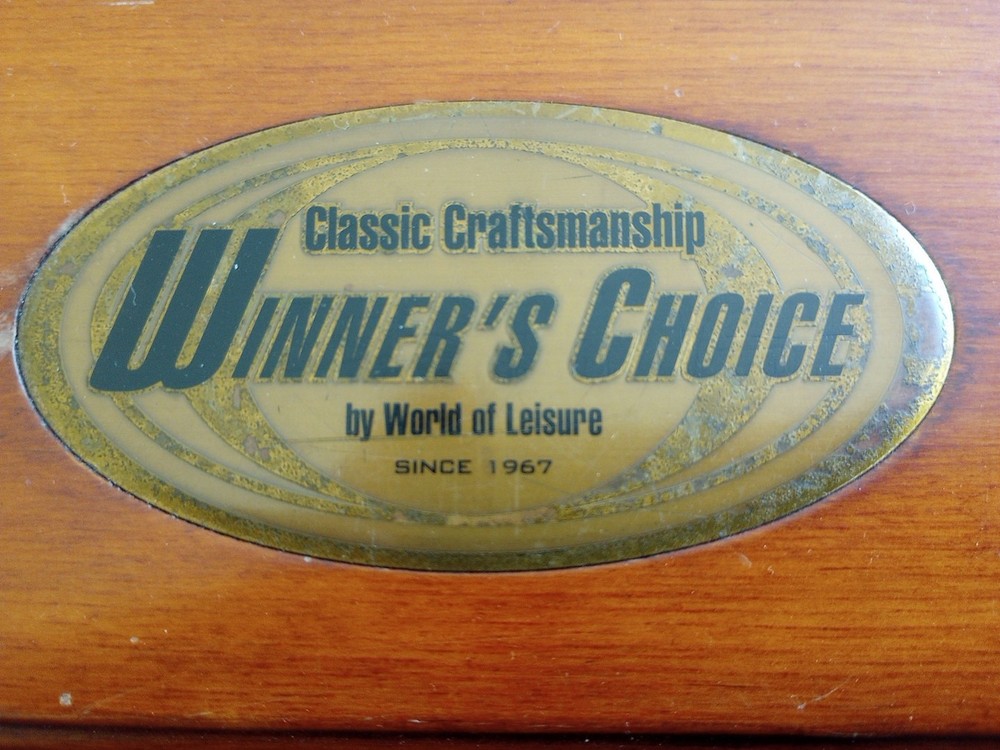 Classic Craftsmanship
WINNER'S CHOICE
by World of Leisure
SINCE 1967